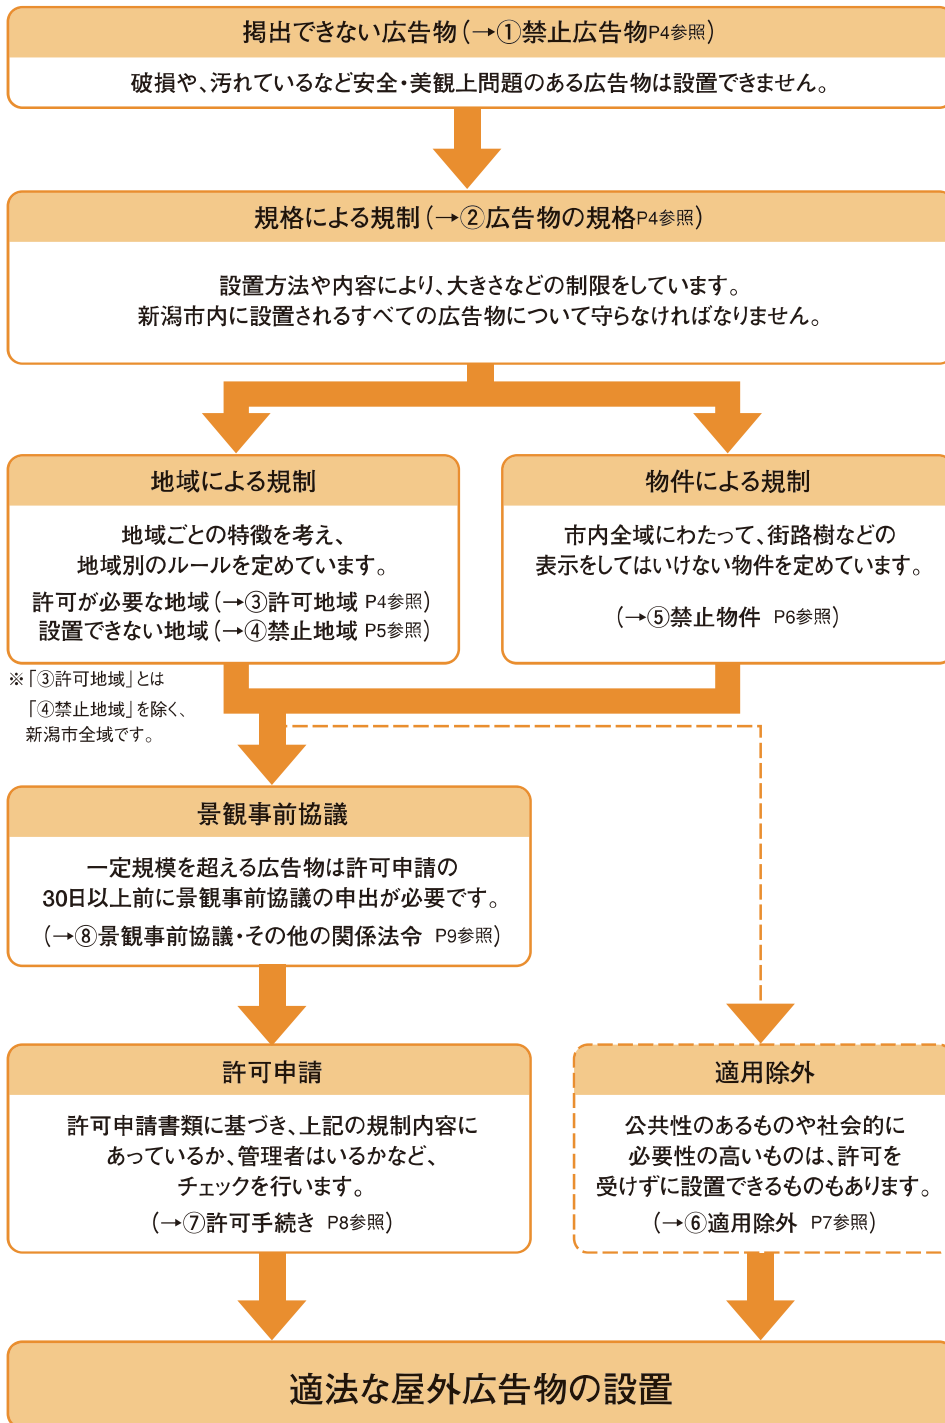 掲出できない広告物(→①禁止広告物P4参照)
破損や、汚れているなど安全・美観上問題のある広告物は設置できません。
規格による規制(→②広告物の規格P4参照)
設置方法や内容により、大きさなどの制限をしています。
新潟市内に設置されるすべての広告物について守らなければなりません。
地域による規制
地域ごとの特徴を考え、
地域別のルールを定めています。
許可が必要な地域(→③許可地域 P4参照)
設置できない地域(→④禁止地域 P5参照)
※「③許可地域」とは
「④禁止地域」を除く、
新潟市全域です。
物件による規制
市内全域にわたって、街路樹などの
表示をしてはいけない物件を定めています。
(→⑤禁止物件 P6参照)
景観事前協議
一定規模を超える広告物は許可申請の
30日以上前に景観事前協議の申出が必要です。
(→⑧景観事前協議・その他の関係法令 P9参照)
許可申請
許可申請書類に基づき、上記の規制内容に
あっているか、管理者はいるかなど、
チェックを行います。
(→⑦許可手続き P8参照)
適用除外
公共性のあるものや社会的に
必要性の高いものは、許可を
受けずに設置できるものもあります。
(→⑥適用除外 P7参照)
適法な屋外広告物の設置